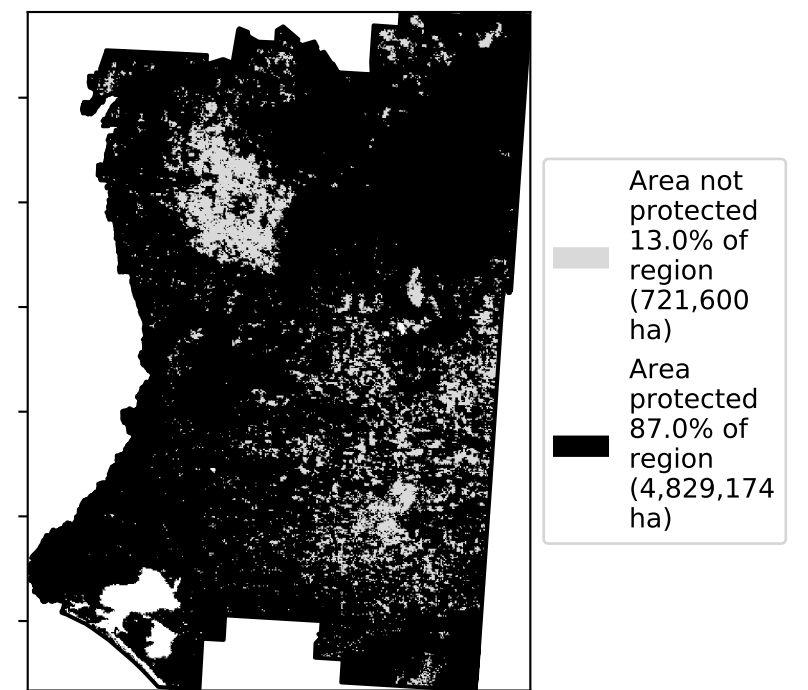 Area not
protected
13.0% of
region
(721,600
ha)
Area
protected
87.0% of
region
(4,829,174
ha)